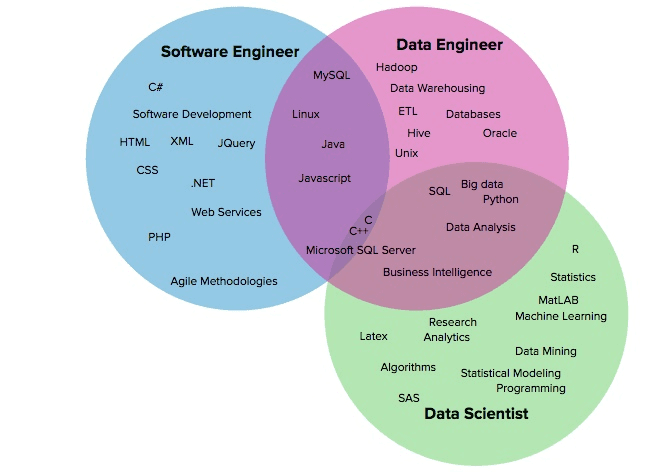 Software Engineer
C#
Software Development
HTML
XML
JQuery
CSS
.NET
Web Services
PHP
Agile Methodologies
MySQL
Linux
Java
Javascript
C
C++
Microsoft SQL Server
Data Engineer
Hadoop
Data Warehousing
ETL
Databases
Hive
Oracle
Unix
SQL
Big data
Python
Data Analysis
Business Intelligence
R
Statistics
MatLAB
Machine Learning
Research
Latex
Analytics
Data Mining
Algorithms
Statistical Modeling
Programming
SAS
Data Scientist